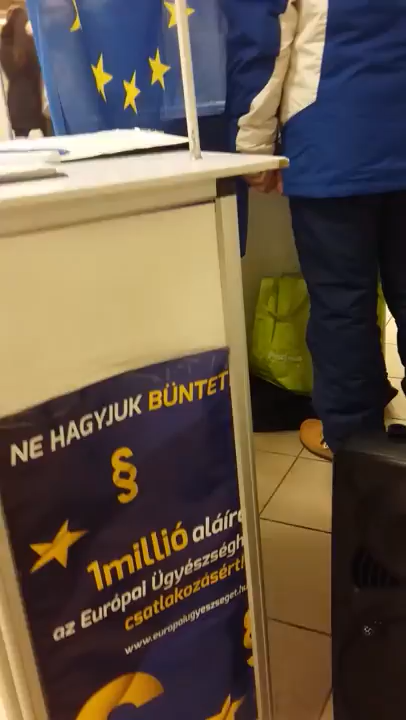 NE HAGYJUK BÜNTET
§
1millió aláír
az Európai Ügyészségh
csatlakozásért!
www.europaiugyeszseget.hu